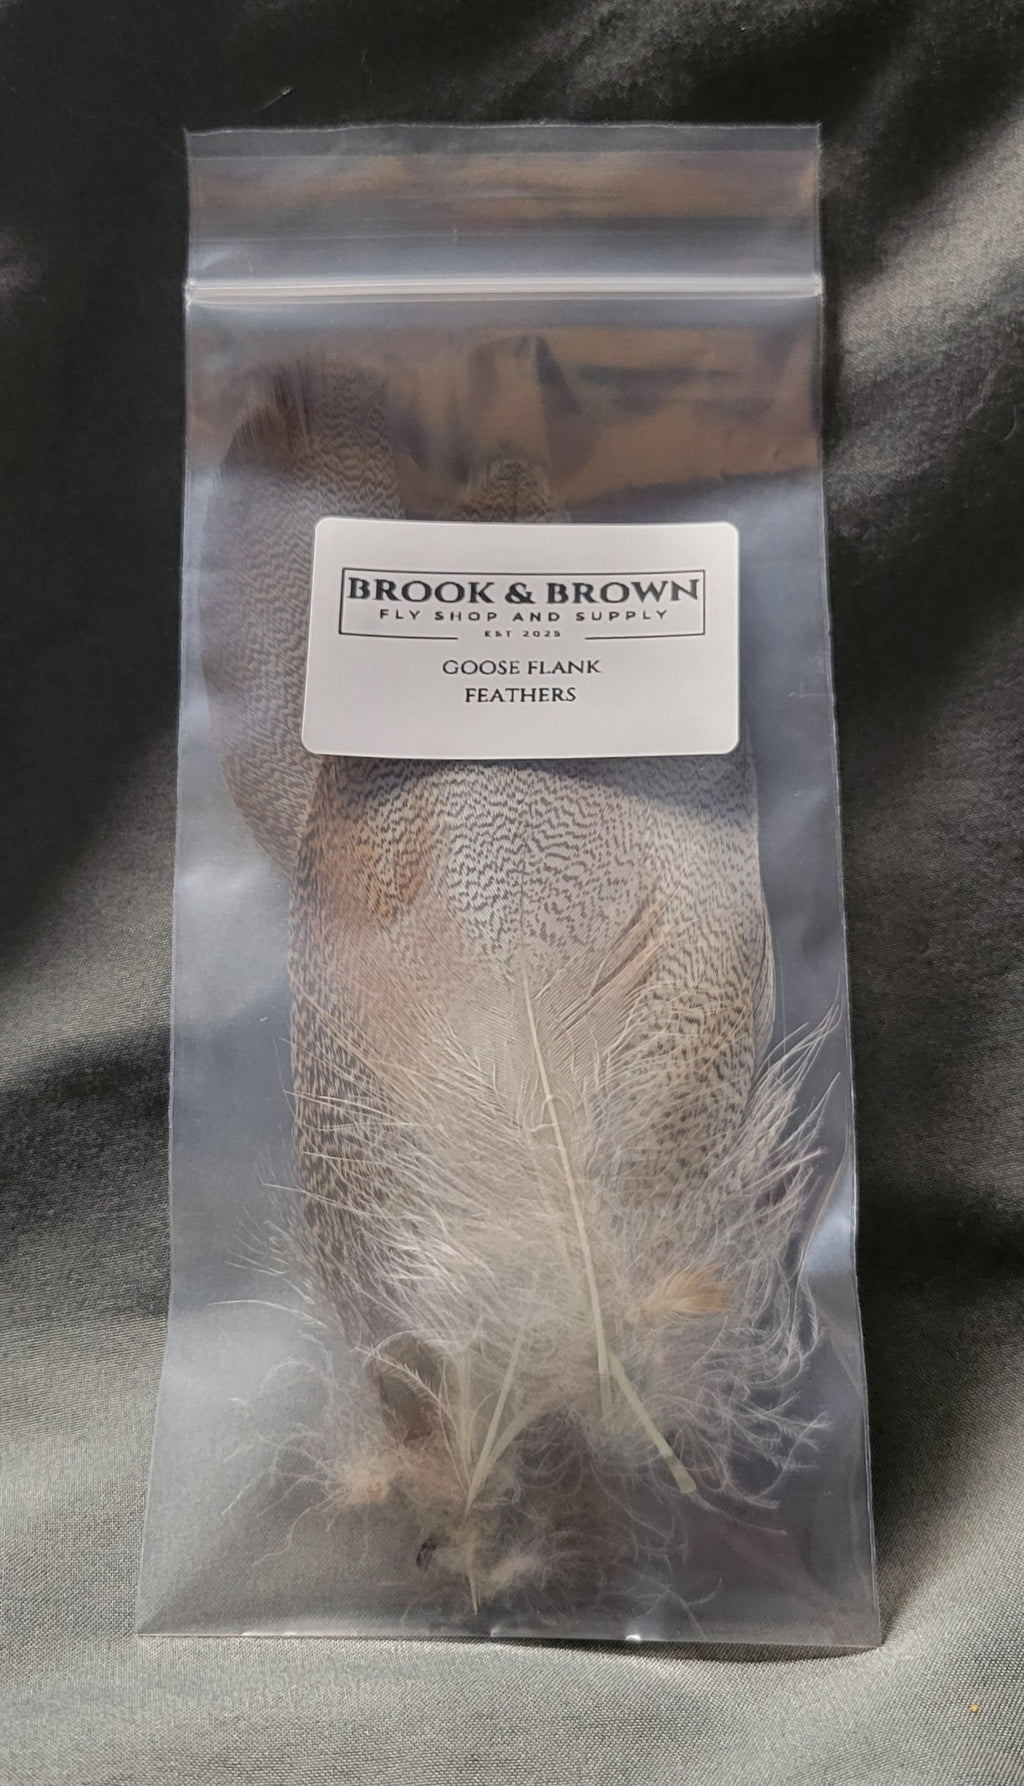 BROOK & BROWN
FLY SHOP AND SUPPLY
EST 2025
GOOSE FLANK
FEATHERS